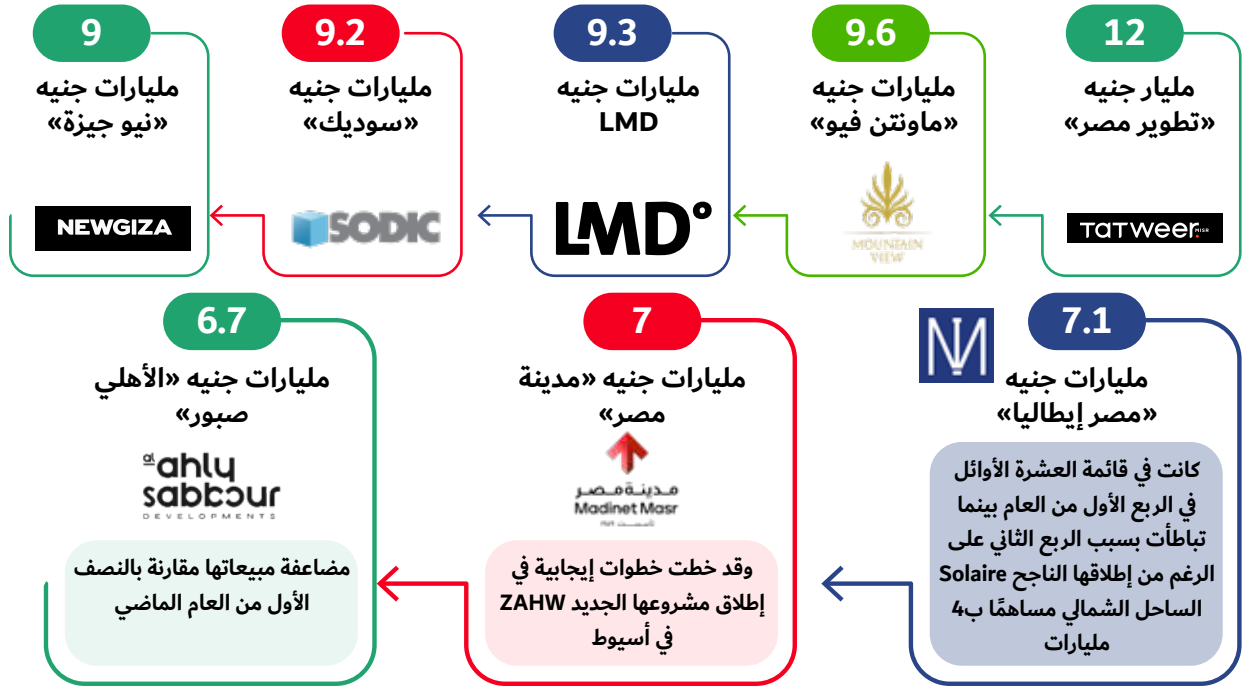 12
مليار جنيه
«تطوير مصر»
TaTweer MISR
9.6
مليارات جنيه
«ماونتن فيو»
MOUNTAIN
VIEW
9.3
مليارات جنيه
LMD
LMD°
9.2
مليارات جنيه
«سوديك»
SODIC
9
مليارات جنيه
«نيو جيزة»
NEWGIZA
7.1
مليارات جنيه
«مصر إيطاليا»
كانت في قائمة العشرة الأوائل
في الربع الأول من العام بينما
تباطأت بسبب الربع الثاني على
الرغم من إطلاقها الناجح Solaire
الساحل الشمالي مساهمًا ب4
مليارات
7
مليارات جنيه «مدينة
مصر»
مدينة مصر
Madinet Masr
وقد خطت خطوات إيجابية في
إطلاق مشروعها الجديد ZAHW
في أسيوط
6.7
مليارات جنيه «الأهلي
صبور»
al ahly
sabbour
DEVELOPMENTS
مضاعفة مبيعاتها مقارنة بالنصف
الأول من العام الماضي